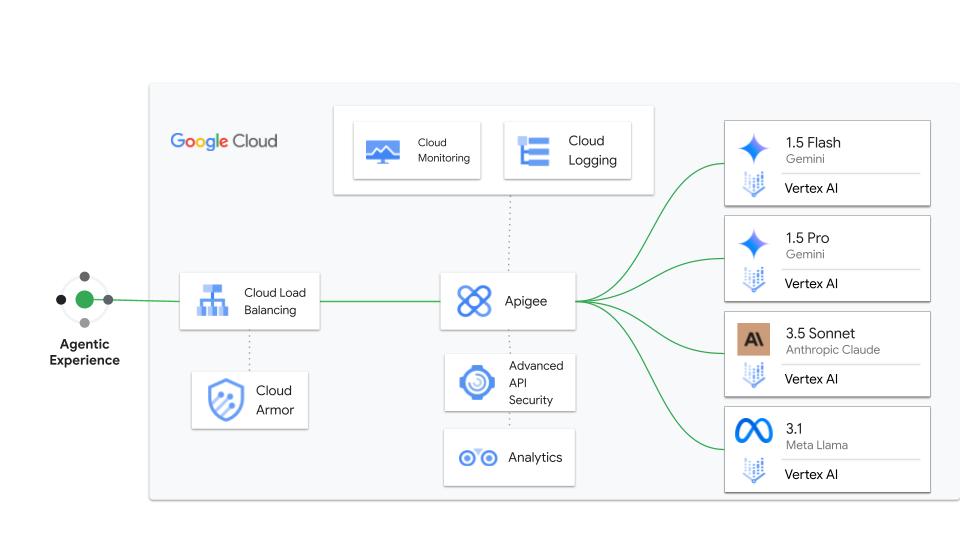 Google Cloud
Cloud
Monitoring
Cloud
Logging
1.5 Flash
Gemini
Vertex AI
1.5 Pro
Gemini
Vertex AI
Agentic
Experience
Cloud Load
Balancing
Apigee
3.5 Sonnet
Anthropic Claude
Vertex AI
Cloud
Armor
Advanced
API
Security
Analytics
3.1
Meta Llama
Vertex AI